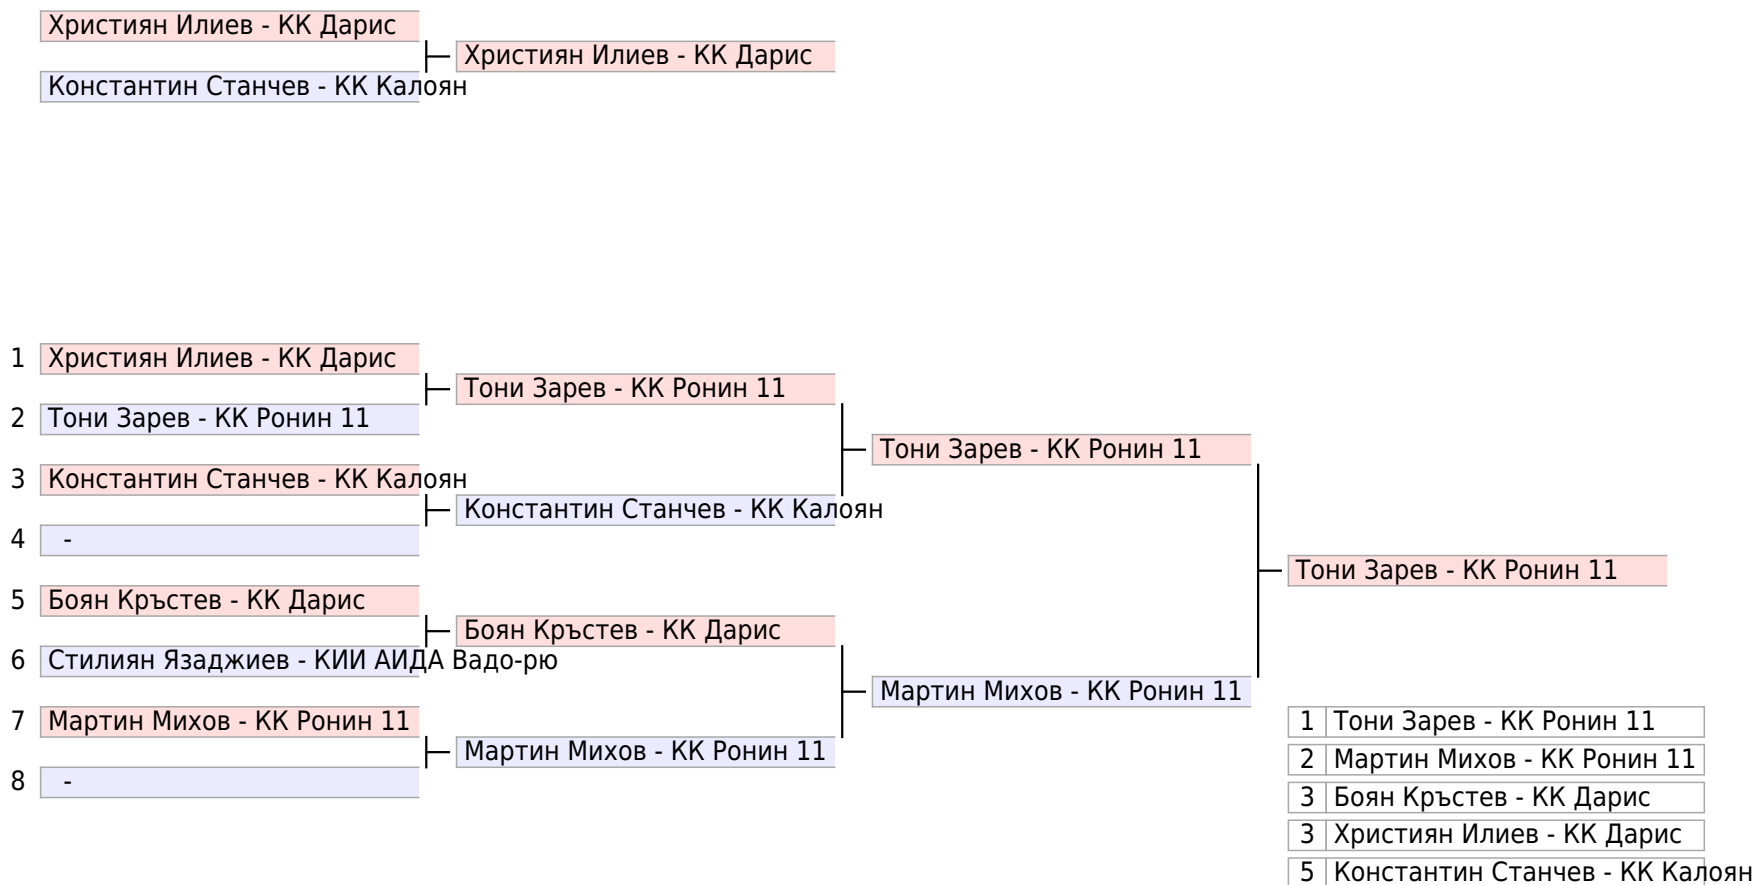 Християн Илиев - КК Дарис
Християн Илиев - КК Дарис
Константин Станчев - КК Калоян
1 Християн Илиев - КК Дарис
Тони Зарев - КК Ронин 11
2 Тони Зарев - КК Ронин 11
Тони Зарев - КК Ронин 11
3 Константин Станчев - КК Калоян
Константин Станчев - КК Калоян
4 -
Тони Зарев - КК Ронин 11
5 Боян Кръстев - КК Дарис
Боян Кръстев - КК Дарис
6 Стилиян Язаджиев - КИИ АИДА Вадо-рю
Мартин Михов - КК Ронин 11
7 Мартин Михов - КК Ронин 11
Мартин Михов - КК Ронин 11
8 -
1 Тони Зарев - КК Ронин 11
2 Мартин Михов - КК Ронин 11
3 Боян Кръстев - КК Дарис
3 Християн Илиев - КК Дарис
5 Константин Станчев - КК Калоян